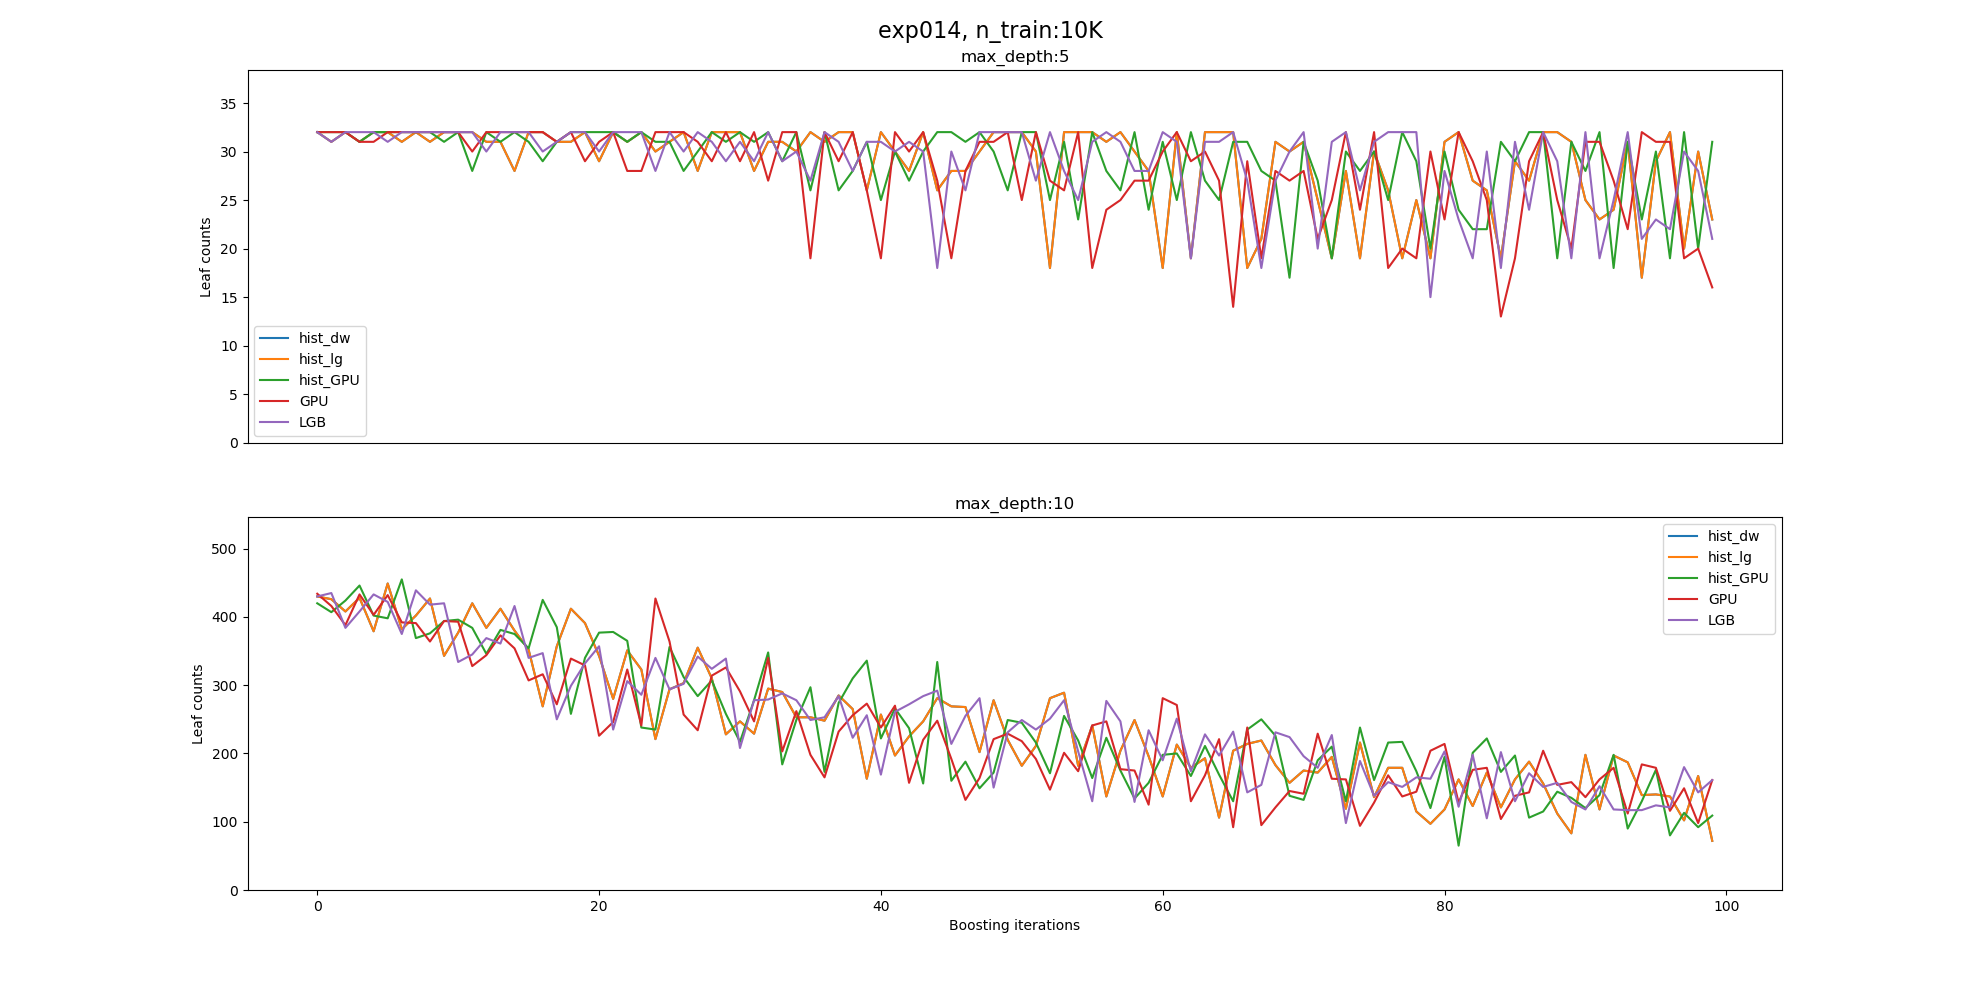 exp014, n_train:10K
max_depth:5
35
30
25
20
15
10
5
0
Leaf counts
hist_dw
hist_lg
hist_GPU
GPU
LGB
max_depth:10
500
400
300
200
100
0
Leaf counts
hist_dw
hist_lg
hist_GPU
GPU
LGB
0 20 40 60 80 100
Boosting iterations